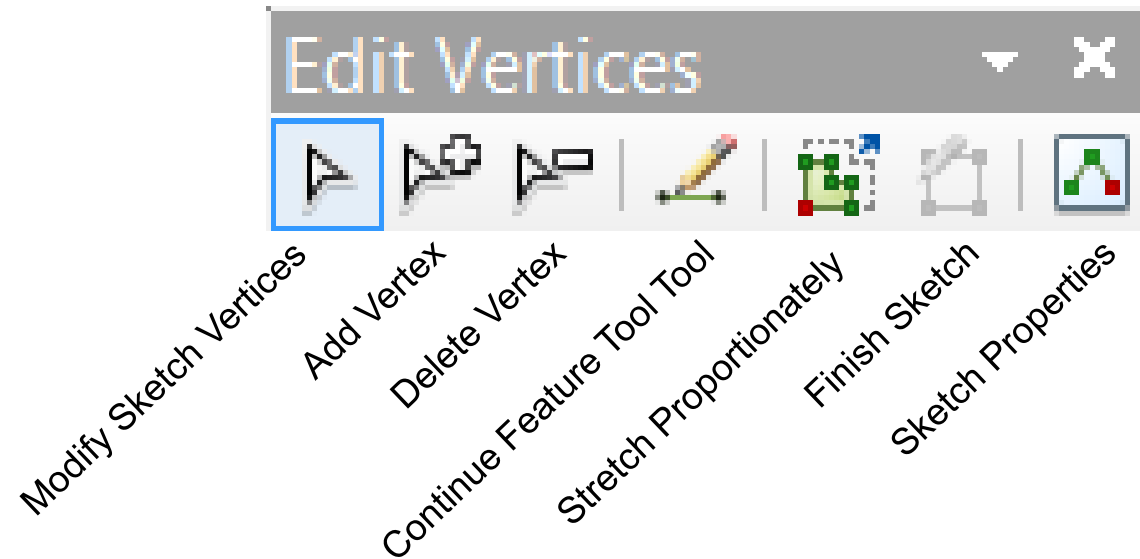 Edit Vertices
Modify Sketch Vertices
Add Vertex
Delete Vertex
Continue Feature Tool Tool
Stretch Proportionately
Finish Sketch
Sketch Properties